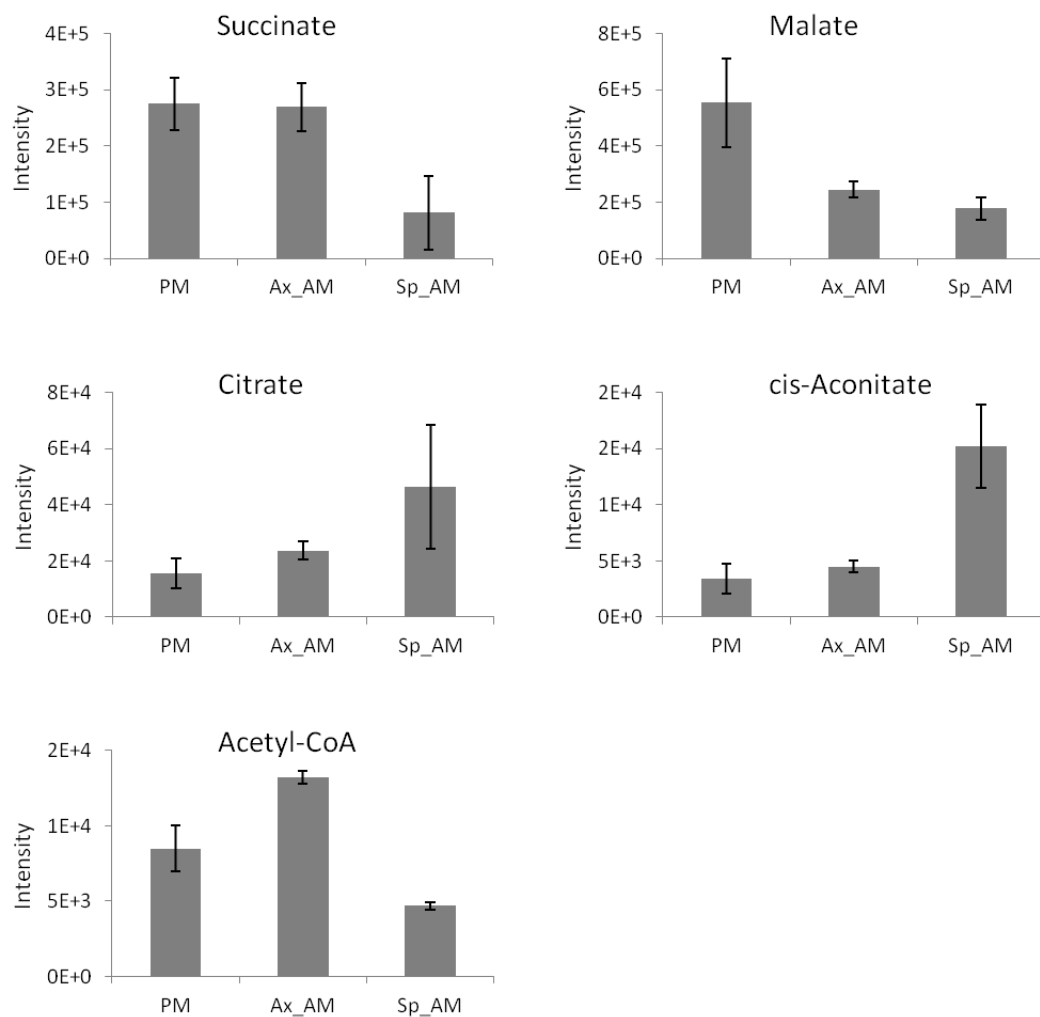 Succinate
4E+5
3E+5
2E+5
1E+5
0E+0
Intensity
PM Ax_AM Sp_AM
Malate
8E+5
6E+5
4E+5
2E+5
0E+0
Intensity
PM Ax_AM Sp_AM
Citrate
8E+4
6E+4
4E+4
2E+4
0E+0
Intensity
PM Ax_AM Sp_AM
cis-Aconitate
2E+4
2E+4
1E+4
5E+3
0E+0
Intensity
PM Ax_AM Sp_AM
Acetyl-CoA
2E+4
1E+4
5E+3
0E+0
Intensity
PM Ax_AM Sp_AM